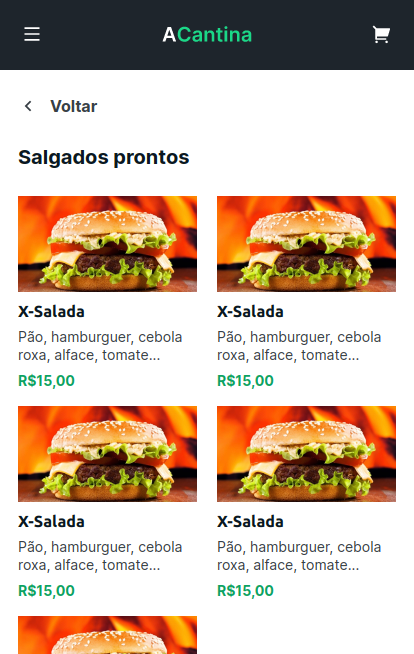 ACantina
Voltar
Salgados prontos
X-Salada
Pão, hamburguer, cebola
roxa, alface, tomate...
R$15,00
X-Salada
Pão, hamburguer, cebola
roxa, alface, tomate...
R$15,00
X-Salada
Pão, hamburguer, cebola
roxa, alface, tomate...
R$15,00
X-Salada
Pão, hamburguer, cebola
roxa, alface, tomate...
R$15,00